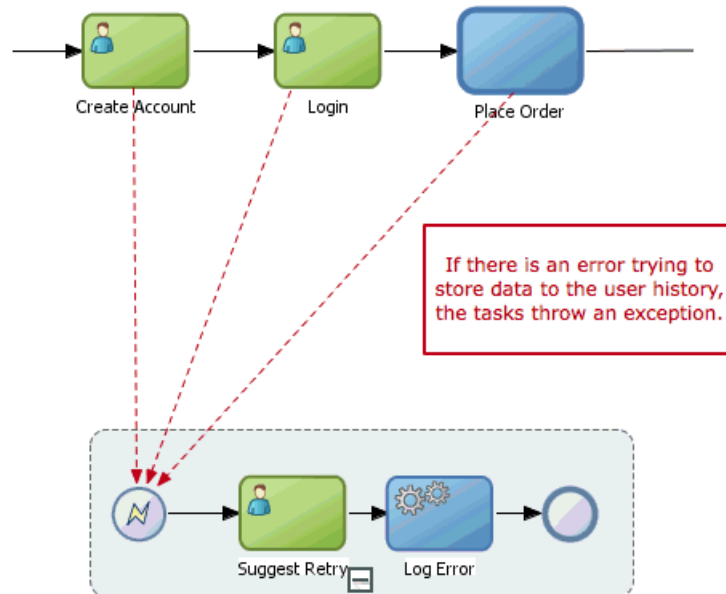 Create Account
Login
Place Order
If there is an error trying to
store data to the user history,
the tasks throw an exception.
Suggest Retry
Log Error